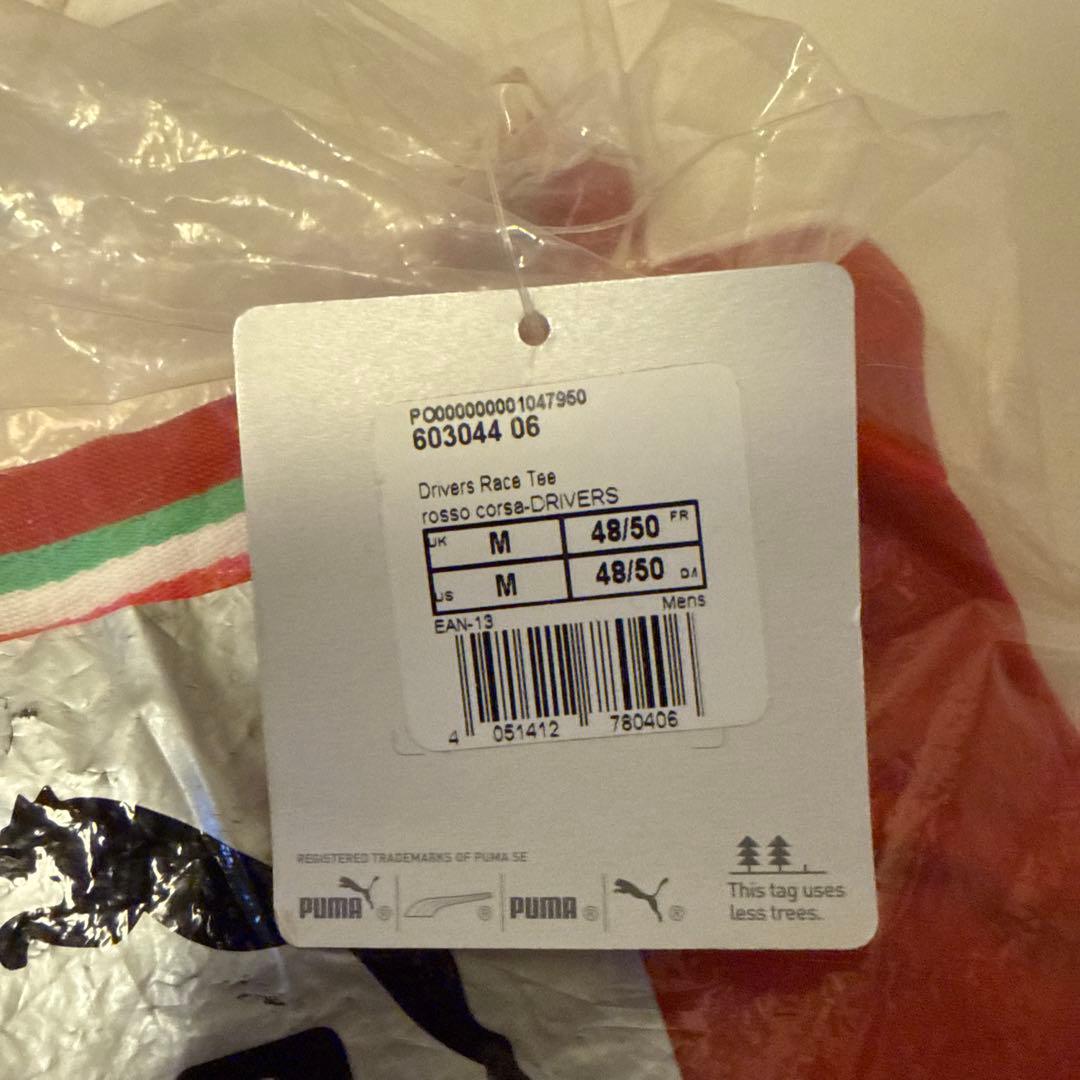 PO000000001047950
603044 06
Drivers Race Tee
rosso corsa-DRIVERS
UK M 48/50 FR
US M 48/50 DA
EAN-13 Mens
4 051412 780406
REGISTERED TRADEMARKS OF PUMA SE
PUMA® ® PUMA® ®
This tag uses
less trees.